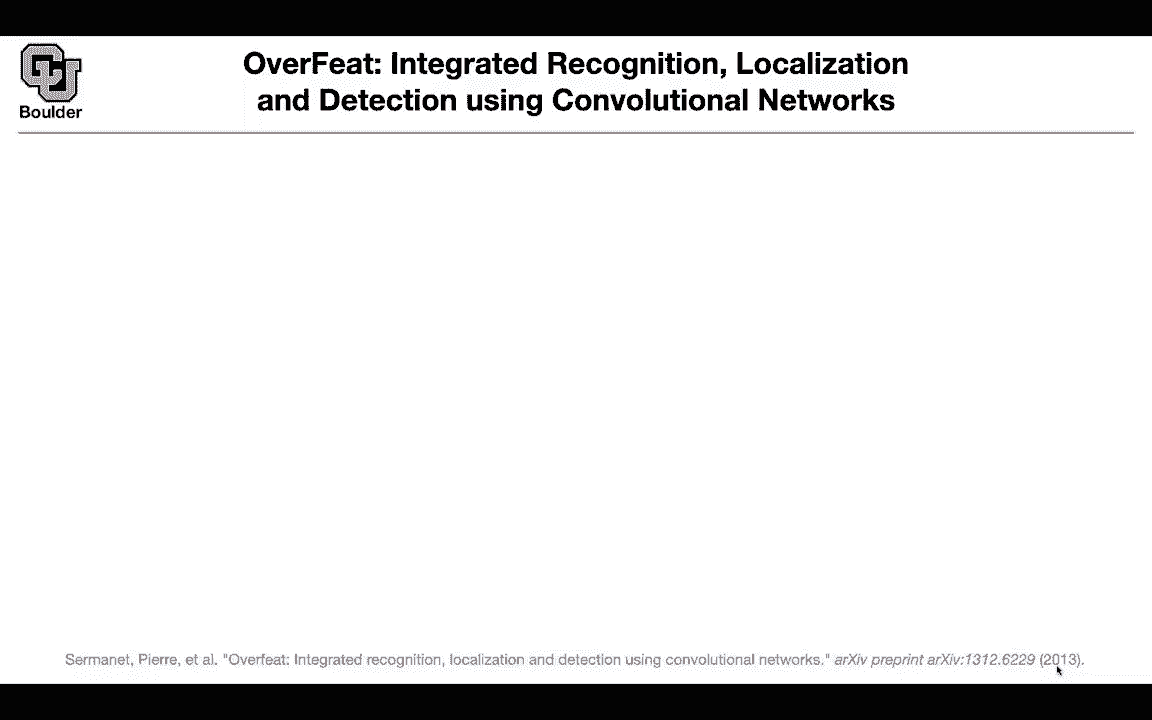 Boulder
OverFeat: Integrated Recognition, Localization
and Detection using Convolutional Networks
Sermanet, Pierre, et al. "Overfeat: Integrated recognition, localization and detection using convolutional networks." arXiv preprint arXiv:1312.6229 (2013).